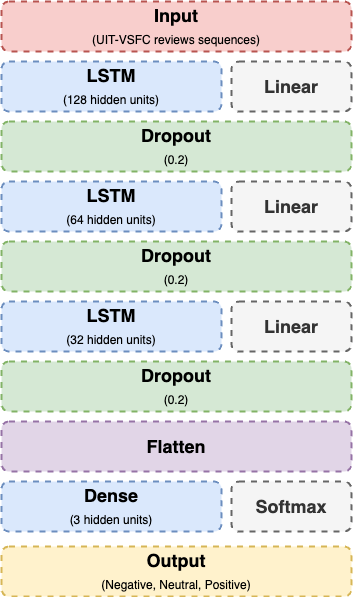 Input
(UIT-VSFC reviews sequences)
LSTM
(128 hidden units)
Linear
Dropout
(0.2)
LSTM
(64 hidden units)
Linear
Dropout
(0.2)
LSTM
(32 hidden units)
Linear
Dropout
(0.2)
Flatten
Dense
(3 hidden units)
Softmax
Output
(Negative, Neutral, Positive)